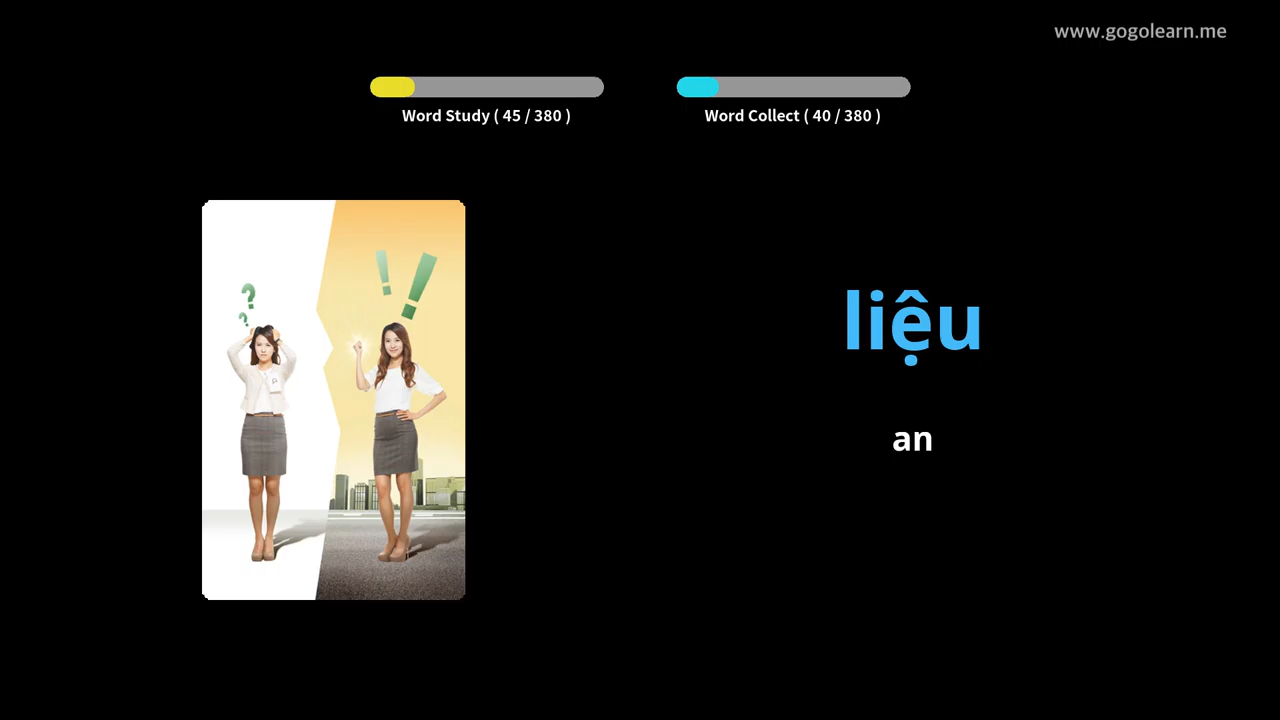 www.gogolearn.me
Word Study ( 45 / 380 )
Word Collect ( 40 / 380 )
? ?
! !
liệu
an